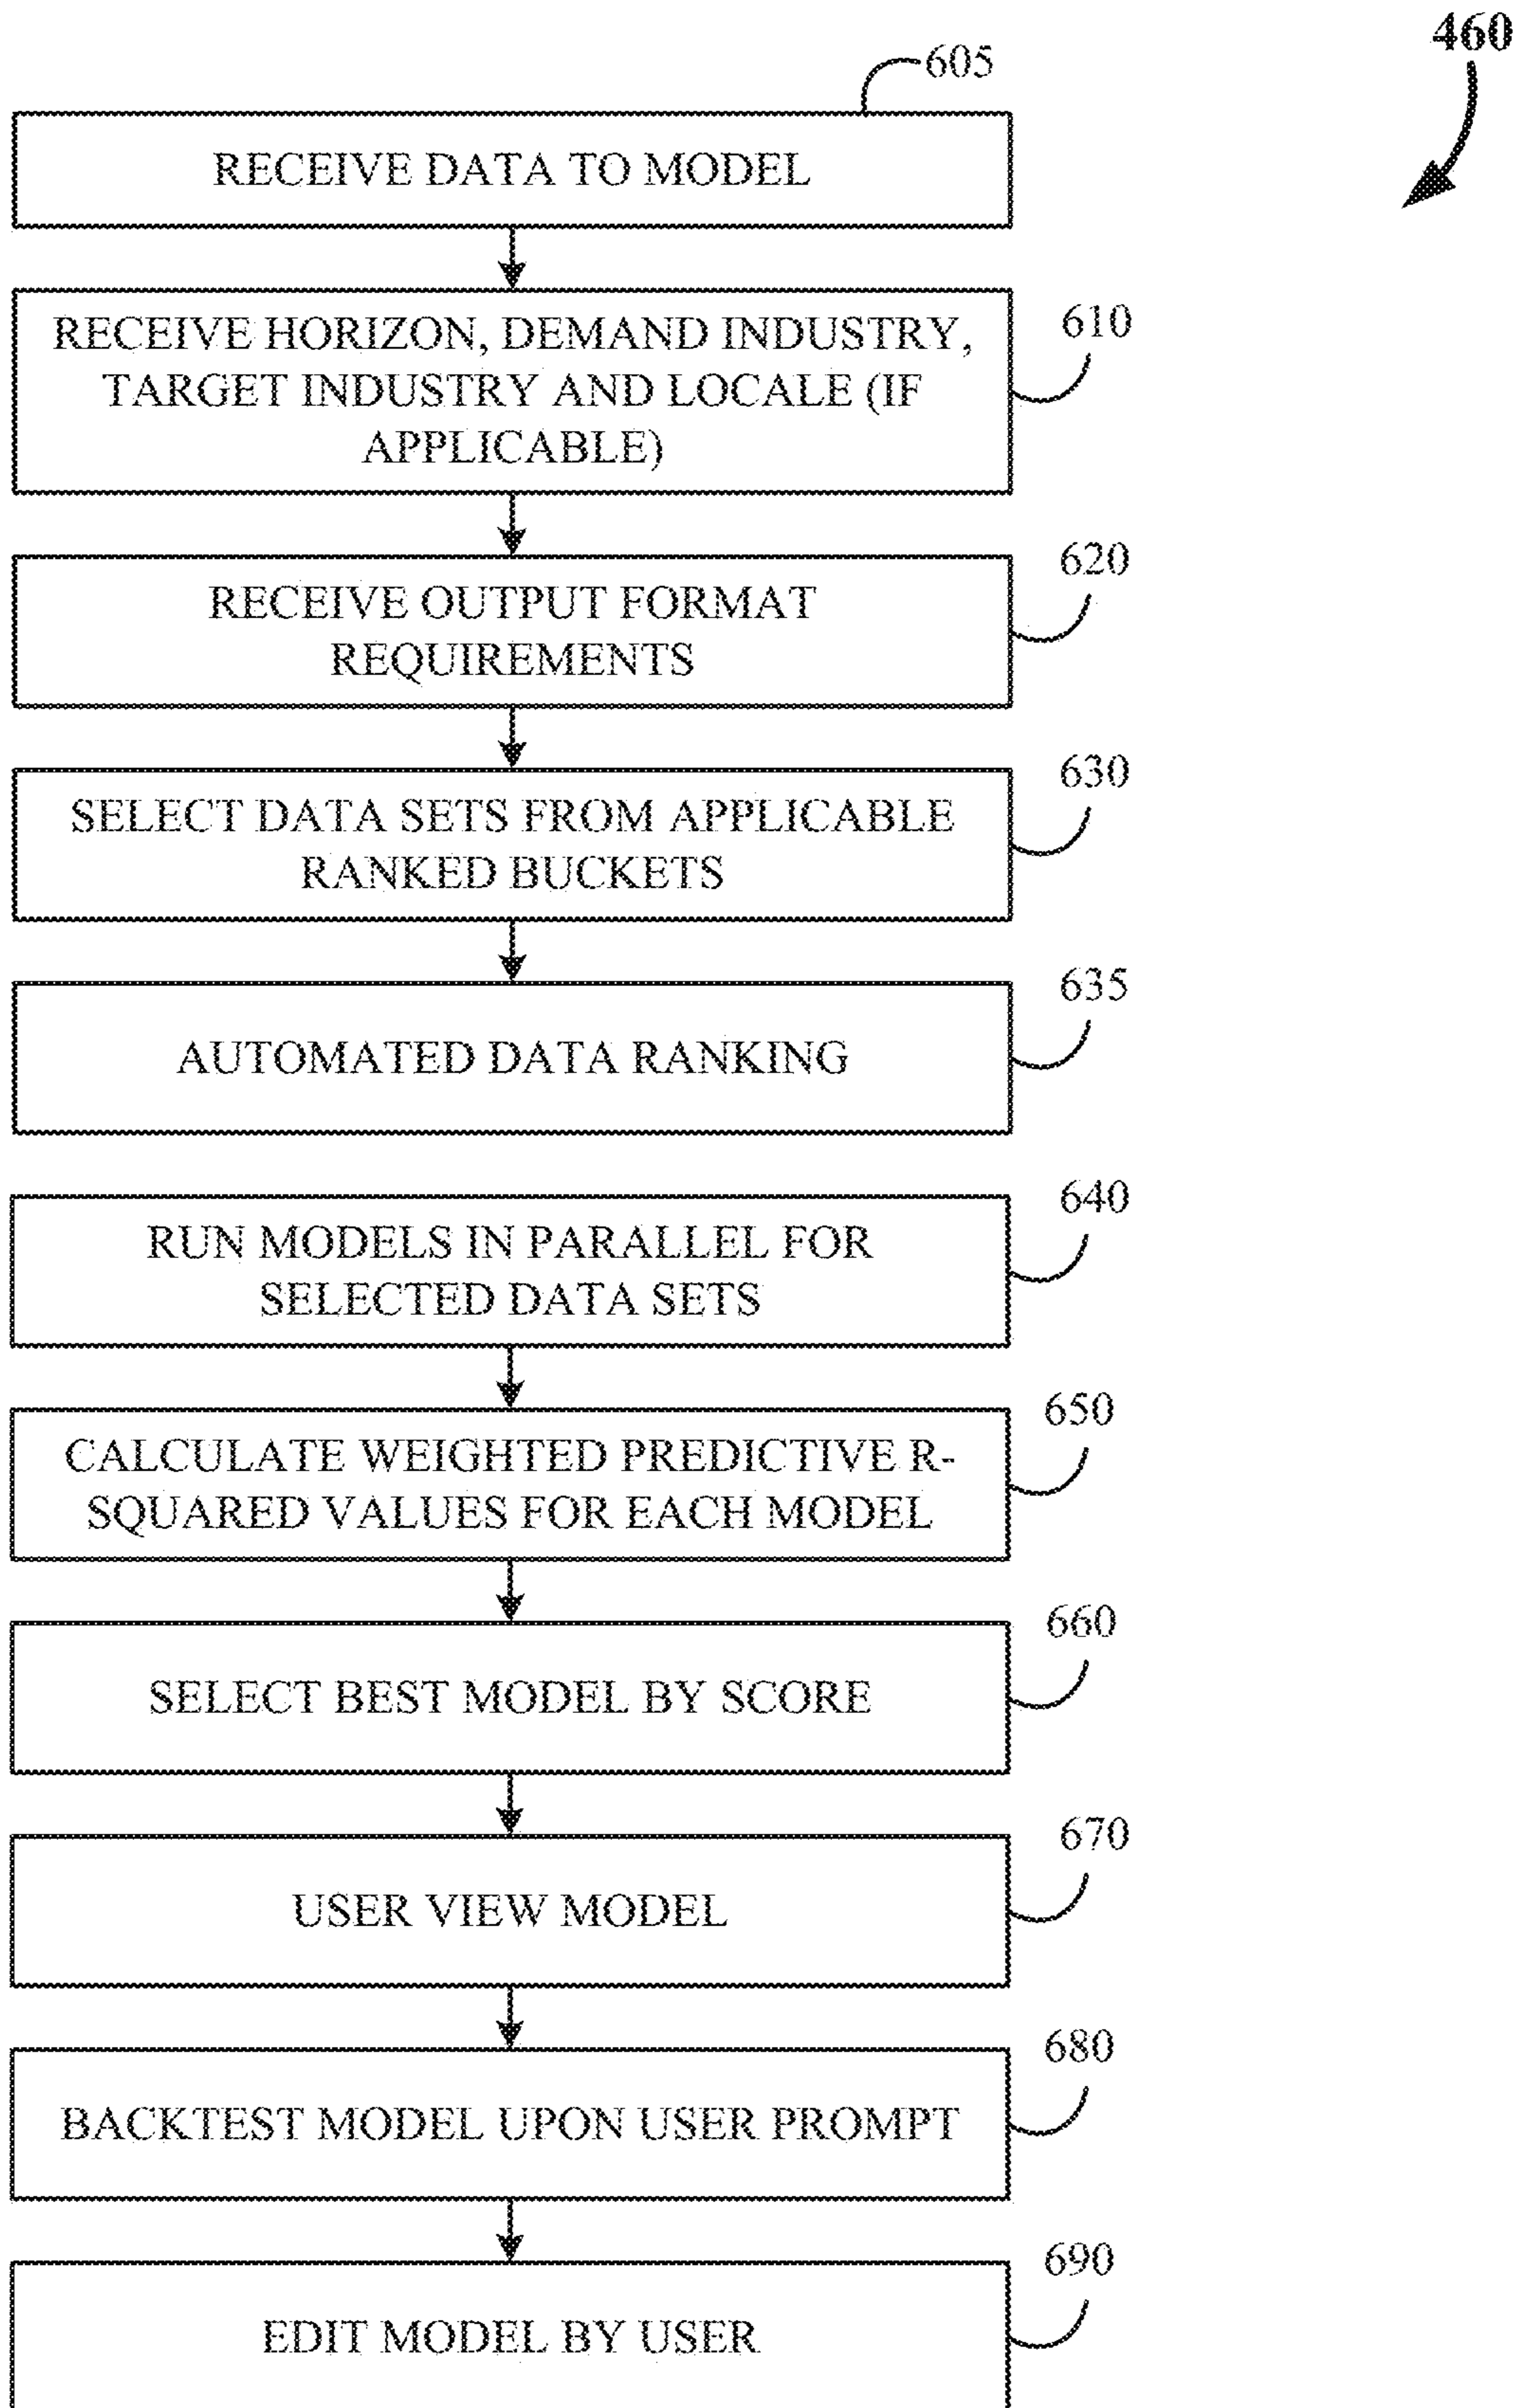 460
605
RECEIVE DATA TO MODEL
RECEIVE HORIZON, DEMAND INDUSTRY,
TARGET INDUSTRY AND LOCALE (IF
APPLICABLE)
610
RECEIVE OUTPUT FORMAT
REQUIREMENTS
620
SELECT DATA SETS FROM APPLICABLE
RANKED BUCKETS
630
AUTOMATED DATA RANKING
635
RUN MODELS IN PARALLEL FOR
SELECTED DATA SETS
640
CALCULATE WEIGHTED PREDICTIVE R-
SQUARED VALUES FOR EACH MODEL
650
SELECT BEST MODEL BY SCORE
660
USER VIEW MODEL
670
BACKTEST MODEL UPON USER PROMPT
680
EDIT MODEL BY USER
690